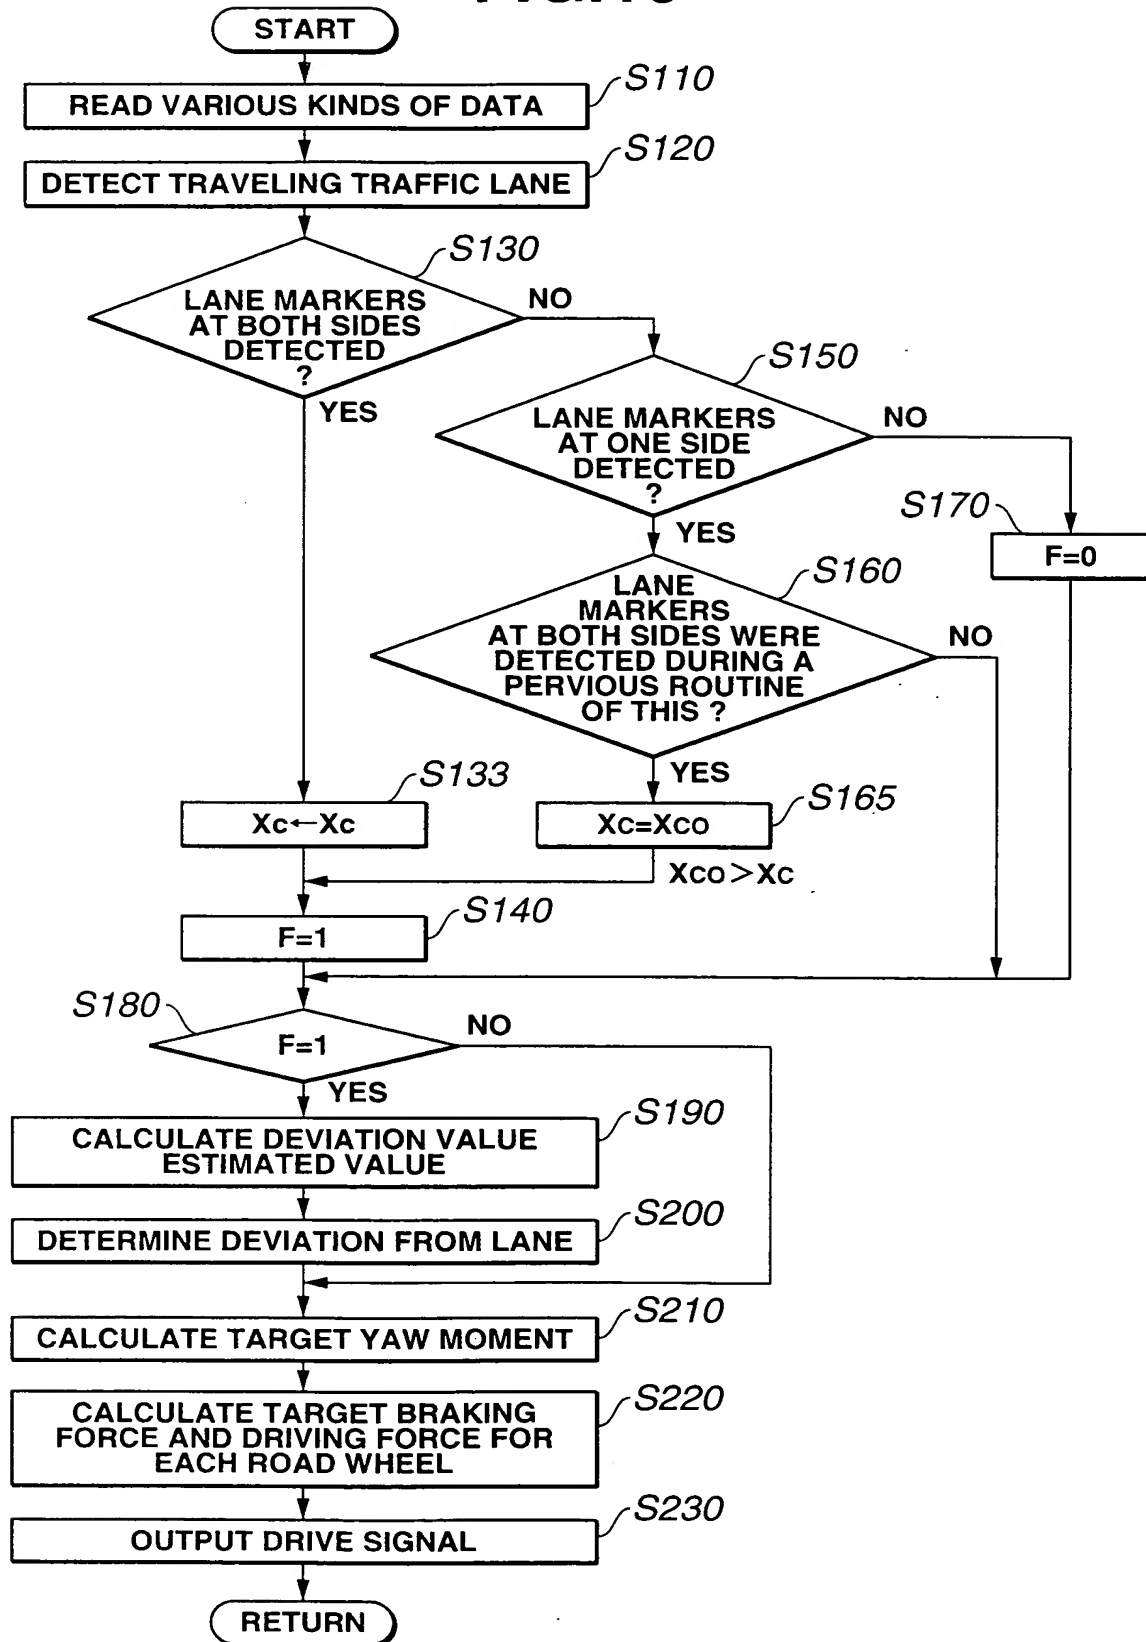 START
S110
READ VARIOUS KINDS OF DATA
S120
DETECT TRAVELING TRAFFIC LANE
S130
LANE MARKERS
AT BOTH SIDES
DETECTED
?
NO
YES
S150
LANE MARKERS
AT ONE SIDE
DETECTED
?
NO
YES
S170
F=0
S160
LANE
MARKERS
AT BOTH SIDES WERE
DETECTED DURING A
PERVIOUS ROUTINE
OF THIS ?
NO
YES
S133
Xc←Xc
S165
Xc=Xco
Xco>Xc
S140
F=1
S180
F=1
NO
YES
S190
CALCULATE DEVIATION VALUE
ESTIMATED VALUE
S200
DETERMINE DEVIATION FROM LANE
S210
CALCULATE TARGET YAW MOMENT
S220
CALCULATE TARGET BRAKING
FORCE AND DRIVING FORCE FOR
EACH ROAD WHEEL
S230
OUTPUT DRIVE SIGNAL
RETURN